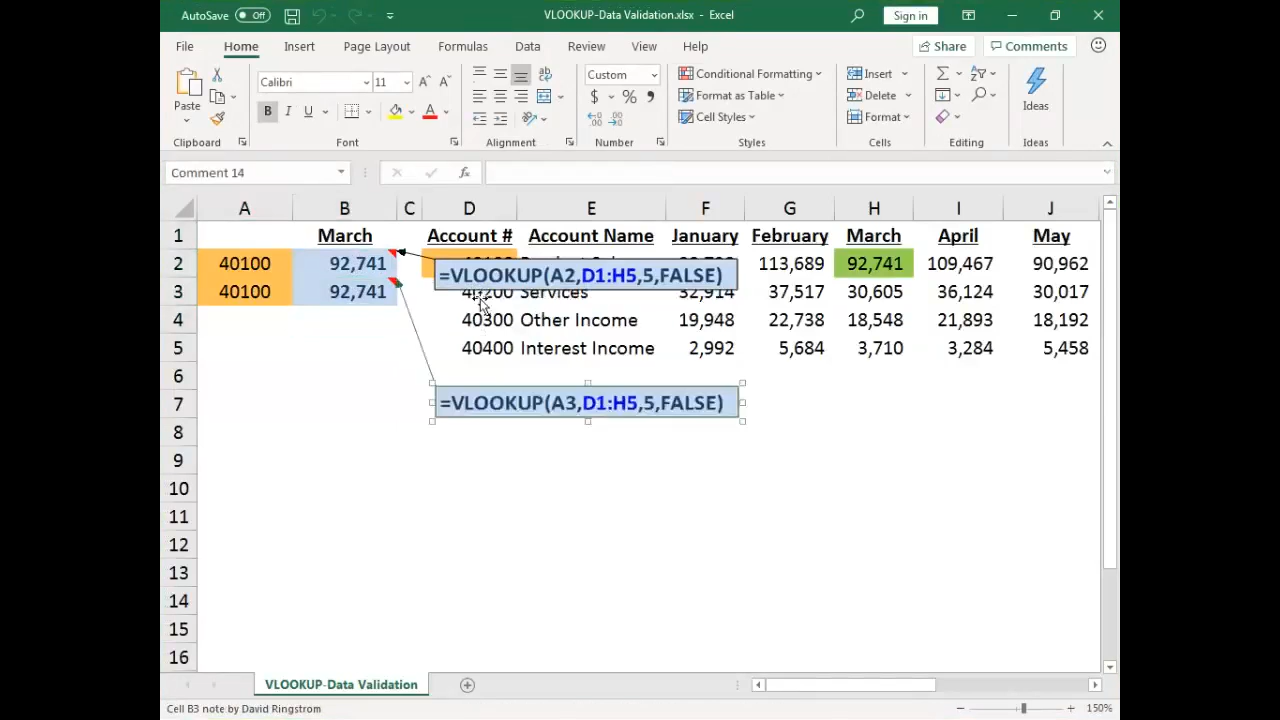 AutoSave Off VLOOKUP-Data Validation.xlsx - Excel Sign in
File Home Insert Page Layout Formulas Data Review View Help Share Comments
Calibri 11 Custom Conditional Formatting Insert
Paste B I U $ % Format as Table Delete Ideas
Cell Styles Format
Clipboard Font Alignment Number Styles Cells Editing Ideas
Comment 14 fx
A B C D E F G H I J
1 March Account # Account Name January February March April May
2 40100 92,741 113,689 92,741 109,467 90,962
=VLOOKUP(A2,D1:H5,5,FALSE)
3 40100 92,741 40200 Services 32,914 37,517 30,605 36,124 30,017
4 40300 Other Income 19,948 22,738 18,548 21,893 18,192
5 40400 Interest Income 2,992 5,684 3,710 3,284 5,458
6
7 =VLOOKUP(A3,D1:H5,5,FALSE)
8
9
10
11
12
13
14
15
16
VLOOKUP-Data Validation
Cell B3 note by David Ringstrom 150%